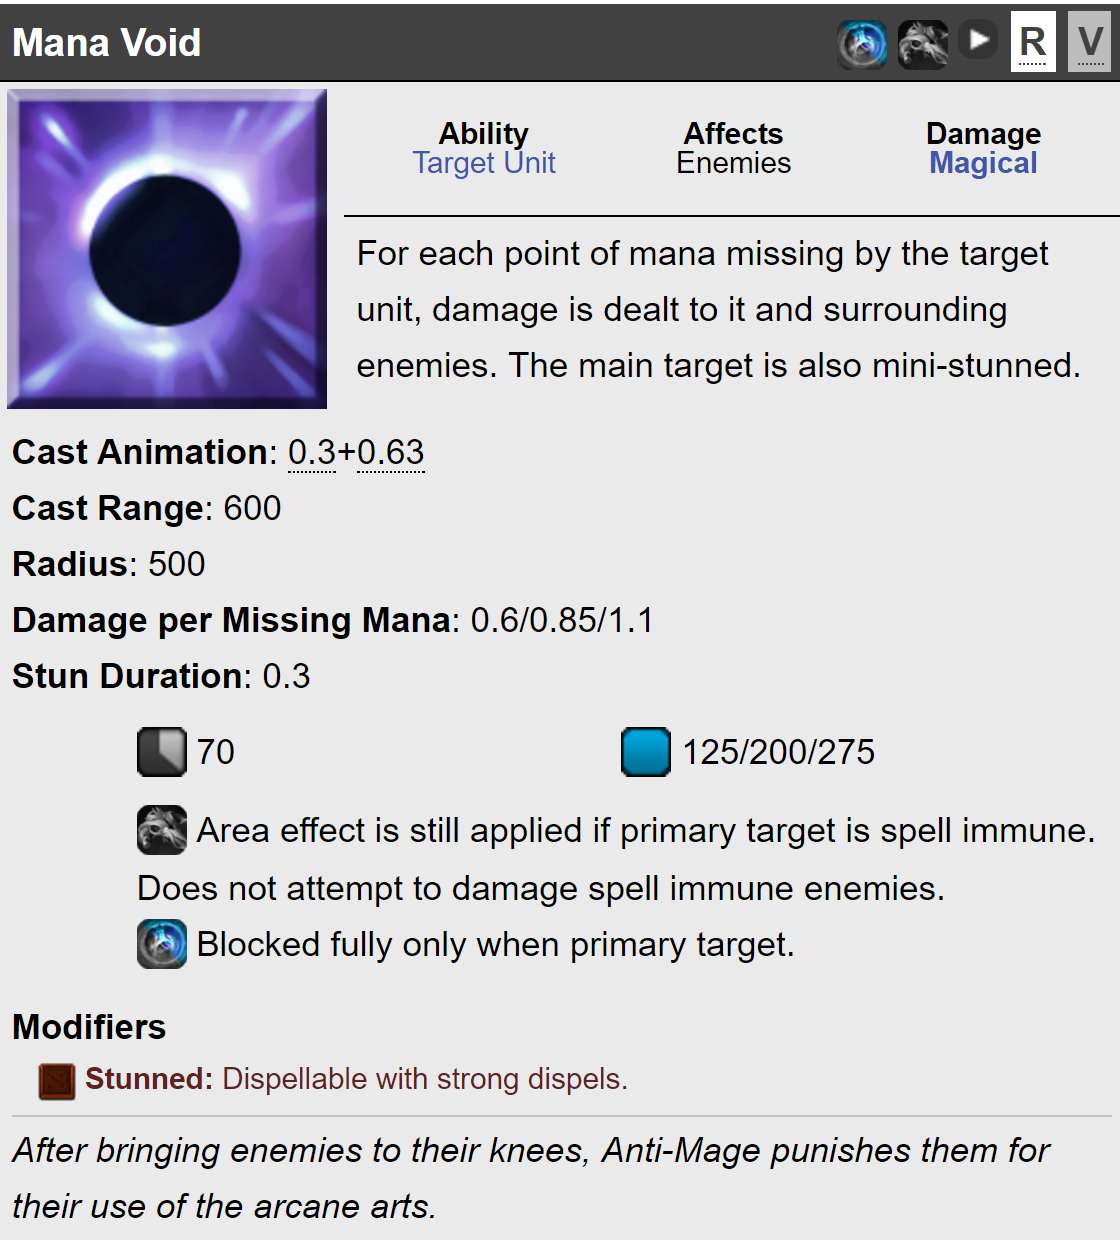 Mana Void
R
V
Ability
Target Unit
Affects
Enemies
Damage
Magical
For each point of mana missing by the target
unit, damage is dealt to it and surrounding
enemies. The main target is also mini-stunned.
Cast Animation: 0.3+0.63
Cast Range: 600
Radius: 500
Damage per Missing Mana: 0.6/0.85/1.1
Stun Duration: 0.3
70
125/200/275
Area effect is still applied if primary target is spell immune.
Does not attempt to damage spell immune enemies.
Blocked fully only when primary target.
Modifiers
Stunned: Dispellable with strong dispels.
After bringing enemies to their knees, Anti-Mage punishes them for
their use of the arcane arts.